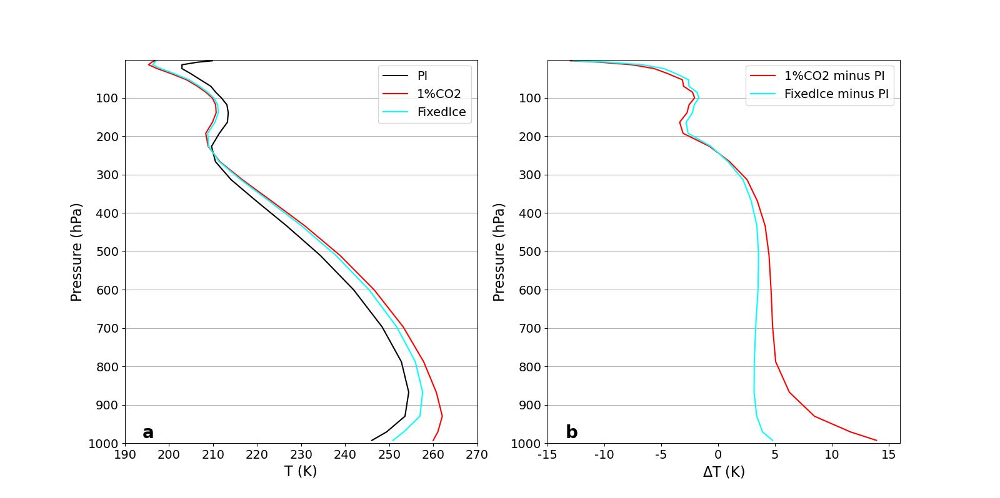 PI
1%CO2
FixedIce
100
200
300
400
500
600
700
800
900
1000
Pressure (hPa)
a
190 200 210 220 230 240 250 260 270
T (K)
1%CO2 minus PI
FixedIce minus PI
100
200
300
400
500
600
700
800
900
1000
Pressure (hPa)
b
-15 -10 -5 0 5 10 15
ΔT (K)